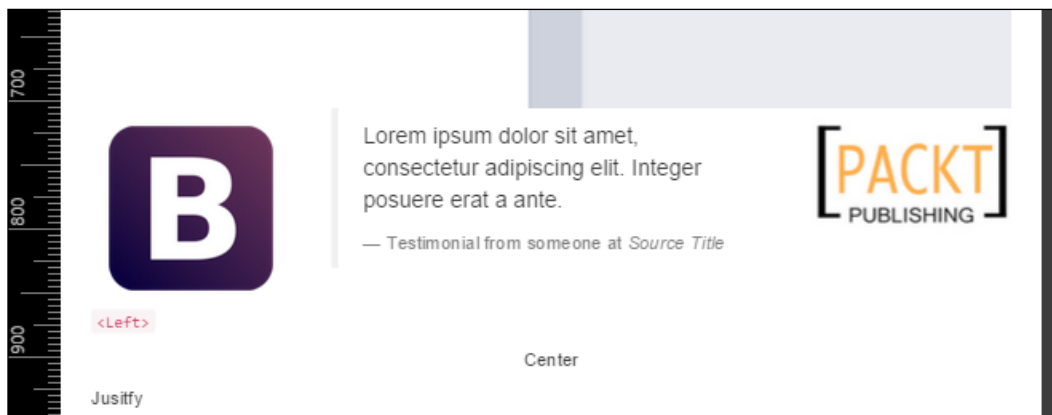 700
800
900
B
Lorem ipsum dolor sit amet,
consectetur adipiscing elit. Integer
posuere erat a ante.
— Testimonial from someone at Source Title
[PACKT]
PUBLISHING
<Left>
Center
Jusitfy